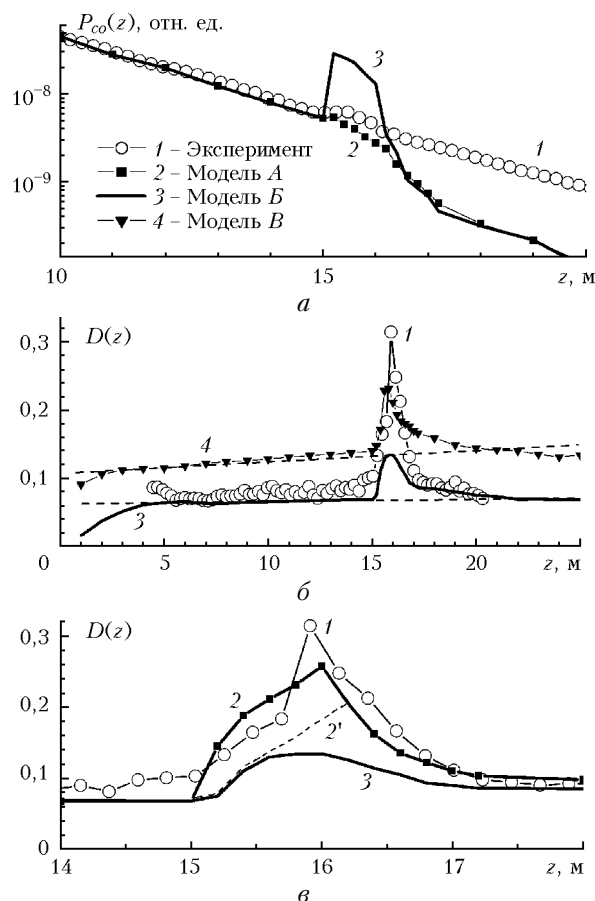 P_co(z), отн. ед.
3
10⁻⁸
1 – Эксперимент
2 – Модель А
3 – Модель Б
4 – Модель В
2
1
10⁻⁹
10 15 z, м
а
D(z)
0,3
1
0,2
4
0,1
3
0 5 10 15 20 z, м
б
D(z)
0,3
1
2
0,2
2'
0,1
3
0
14 15 16 17 z, м
в